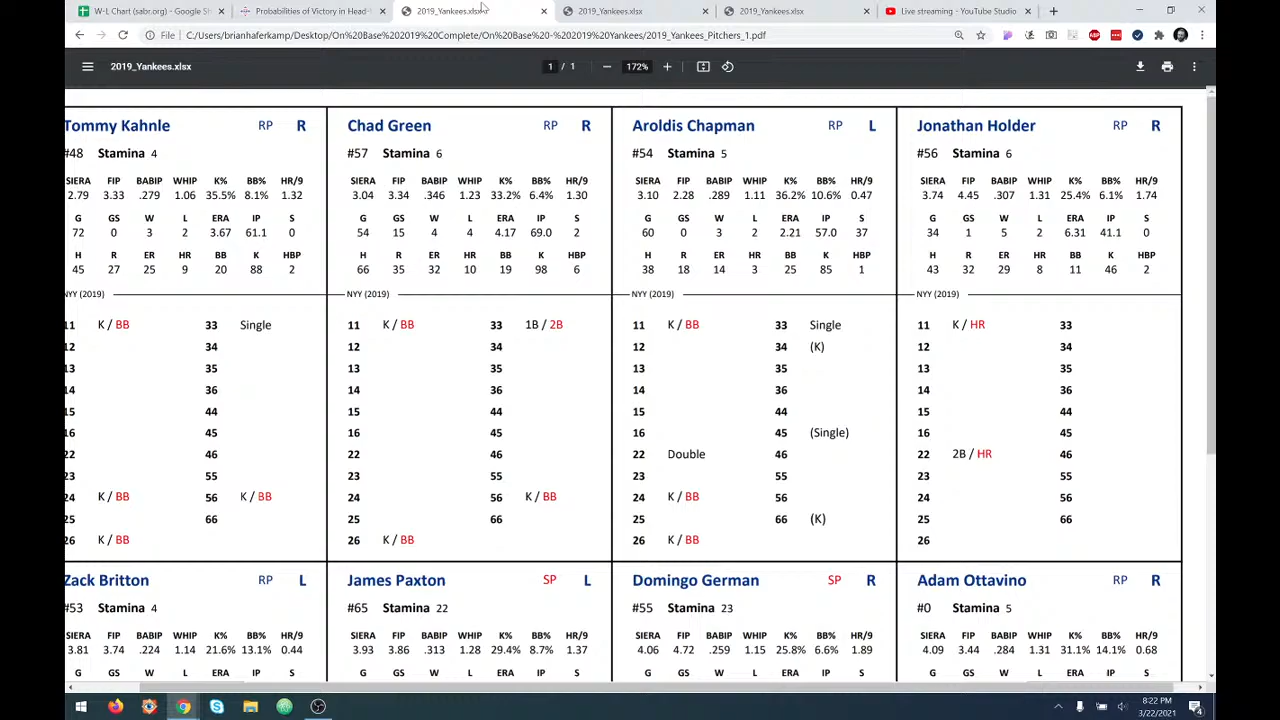 W-L Chart (sabr.org) - Google S
Probabilities of Victory in Head-
2019_Yankees.xlsx
2019_Yankees.xlsx
2019_Yankees.xlsx
Live streaming - YouTube Studio
File C:/Users/brianhaferkamp/Desktop/On%20Base%202019%20Complete/On%20Base%20-%202019%20Yankees/2019_Yankees_Pitchers_1.pdf
2019_Yankees.xlsx 1 / 1 172%
Tommy Kahnle RP R Chad Green RP R Aroldis Chapman RP L Jonathan Holder RP R
#48 Stamina 4 #57 Stamina 6 #54 Stamina 5 #56 Stamina 6
SIERA FIP BABIP WHIP K% BB% HR/9 SIERA FIP BABIP WHIP K% BB% HR/9 SIERA FIP BABIP WHIP K% BB% HR/9 SIERA FIP BABIP WHIP K% BB% HR/9
2.79 3.33 .279 1.06 35.5% 8.1% 1.32 3.04 3.34 .346 1.23 33.2% 6.4% 1.30 3.10 2.28 .289 1.11 36.2% 10.6% 0.47 3.74 4.45 .307 1.31 25.4% 6.1% 1.74
G GS W L ERA IP S G GS W L ERA IP S G GS W L ERA IP S G GS W L ERA IP S
72 0 3 2 3.67 61.1 0 54 15 4 4 4.17 69.0 2 60 0 3 2 2.21 57.0 37 34 1 5 2 6.31 41.1 0
H R ER HR BB K HBP H R ER HR BB K HBP H R ER HR BB K HBP H R ER HR BB K HBP
45 27 25 9 20 88 2 66 35 32 10 19 98 6 38 18 14 3 25 85 1 43 32 29 8 11 46 2
NYY (2019) NYY (2019) NYY (2019) NYY (2019)
11 K / BB 33 Single 11 K / BB 33 1B / 2B 11 K / BB 33 Single 11 K / HR 33
12 34 12 34 12 34 (K) 12 34
13 35 13 35 13 35 13 35
14 36 14 36 14 36 14 36
15 44 15 44 15 44 15 44
16 45 16 45 16 45 (Single) 16 45
22 46 22 46 22 Double 46 22 2B / HR 46
23 55 23 55 23 55 23 55
24 K / BB 56 K / BB 24 56 K / BB 24 K / BB 56 24 56
25 66 25 66 25 66 (K) 25 66
26 K / BB 26 K / BB 26 K / BB 26
Zack Britton RP L James Paxton SP L Domingo German SP R Adam Ottavino RP R
#53 Stamina 4 #65 Stamina 22 #55 Stamina 23 #0 Stamina 5
SIERA FIP BABIP WHIP K% BB% HR/9 SIERA FIP BABIP WHIP K% BB% HR/9 SIERA FIP BABIP WHIP K% BB% HR/9 SIERA FIP BABIP WHIP K% BB% HR/9
3.81 3.74 .224 1.14 21.6% 13.1% 0.44 3.93 3.86 .313 1.28 29.4% 8.7% 1.37 4.06 4.72 .259 1.15 25.8% 6.6% 1.89 4.09 3.44 .284 1.31 31.1% 14.1% 0.68
G GS W L ERA IP S G GS W L ERA IP S G GS W L ERA IP S G GS W L ERA IP S
8:22 PM
3/22/2021